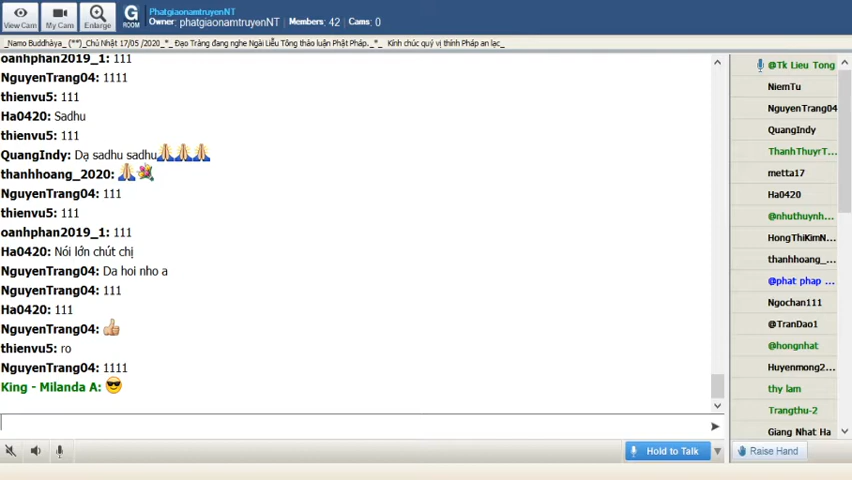 View Cam
My Cam
Enlarge
G
ROOM
PhatgiaonamtruyenNT
Owner: phatgiaonamtruyenNT Members: 42 Cams: 0
_Namo Buddhàya_ (**)_Chủ Nhật 17/05 /2020_*_ Đạo Tràng đang nghe Ngài Liễu Tông thảo luận Phật Pháp._*_ Kính chúc quý vị thính Pháp an lạc_
oanhphan2019_1: 111
NguyenTrang04: 1111
thienvu5: 111
Ha0420: Sadhu
thienvu5: 111
QuangIndy: Dạ sadhu sadhu
thanhhoang_2020:
NguyenTrang04: 111
thienvu5: 111
oanhphan2019_1: 111
Ha0420: Nói lớn chút chị
NguyenTrang04: Da hoi nho a
NguyenTrang04: 111
Ha0420: 111
NguyenTrang04:
thienvu5: ro
NguyenTrang04: 1111
King - Milanda A:
@Tk Lieu Tong
NiemTu
NguyenTrang04
QuangIndy
ThanhThuyrT...
metta17
Ha0420
@nhuthuynh...
HongThiKimN...
thanhhoang_...
@phat phap ...
Ngochan111
@TranDao1
@hongnhat
Huyenmong2...
thy lam
Trangthu-2
Giang Nhat Ha
Hold to Talk
Raise Hand